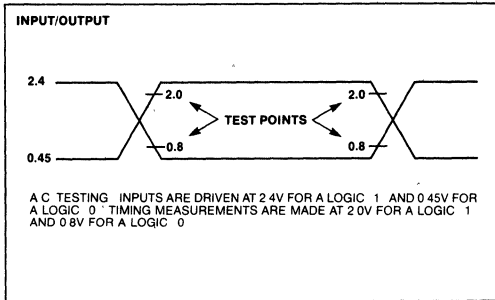 INPUT/OUTPUT
2.4
2.0
2.0
TEST POINTS
0.8
0.8
0.45
A C TESTING INPUTS ARE DRIVEN AT 2 4V FOR A LOGIC 1 AND 0 45V FOR
A LOGIC 0 TIMING MEASUREMENTS ARE MADE AT 2 0V FOR A LOGIC 1
AND 0 8V FOR A LOGIC 0